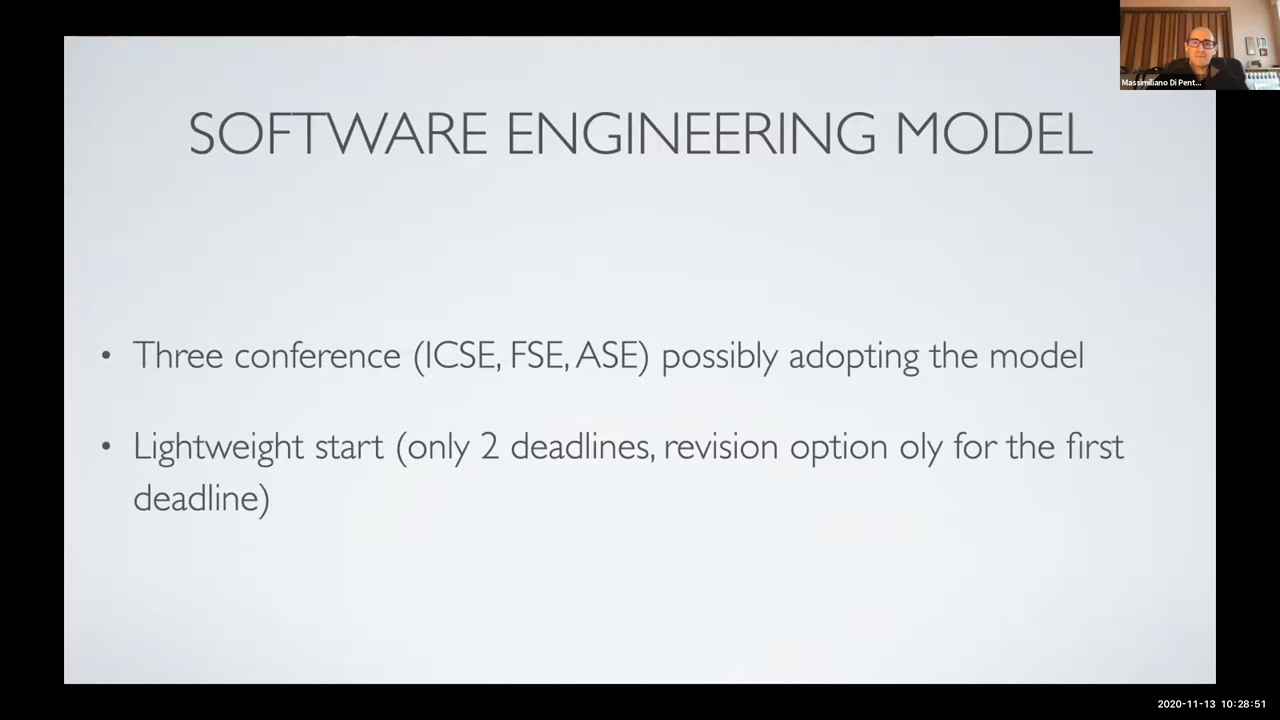 Massimiliano Di Pent...
SOFTWARE ENGINEERING MODEL
• Three conference (ICSE, FSE, ASE) possibly adopting the model
• Lightweight start (only 2 deadlines, revision option oly for the first
deadline)
2020-11-13 10:28:51